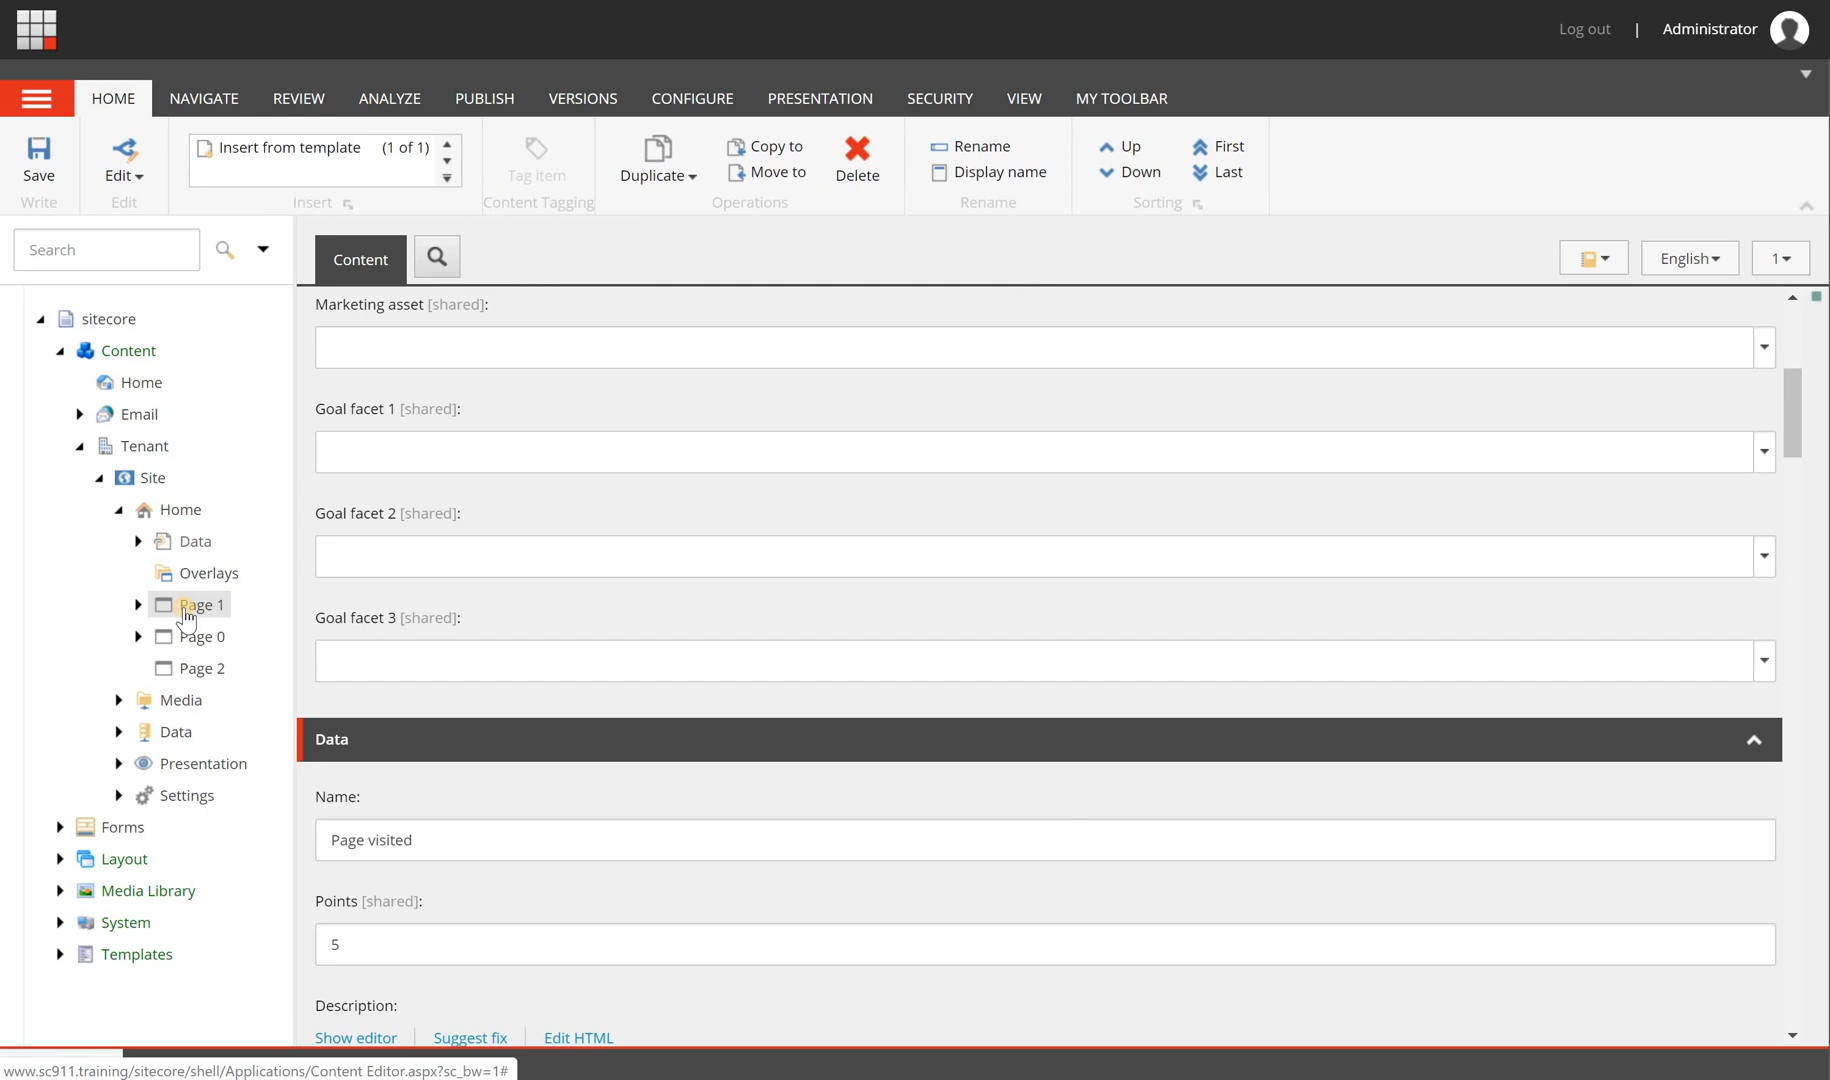 Log out | Administrator
HOME NAVIGATE REVIEW ANALYZE PUBLISH VERSIONS CONFIGURE PRESENTATION SECURITY VIEW MY TOOLBAR
Save
Write
Edit
Edit
Insert from template (1 of 1)
Insert
Tag item
Content Tagging
Duplicate
Copy to
Move to
Delete
Operations
Rename
Display name
Rename
Up
Down
First
Last
Sorting
Search
Content
English
1
sitecore
Content
Home
Email
Tenant
Site
Home
Data
Overlays
Page 1
Page 0
Page 2
Media
Data
Presentation
Settings
Forms
Layout
Media Library
System
Templates
Marketing asset [shared]:
Goal facet 1 [shared]:
Goal facet 2 [shared]:
Goal facet 3 [shared]:
Data
Name:
Page visited
Points [shared]:
5
Description:
Show editor Suggest fix Edit HTML
www.sc911.training/sitecore/shell/Applications/Content Editor.aspx?sc_bw=1#